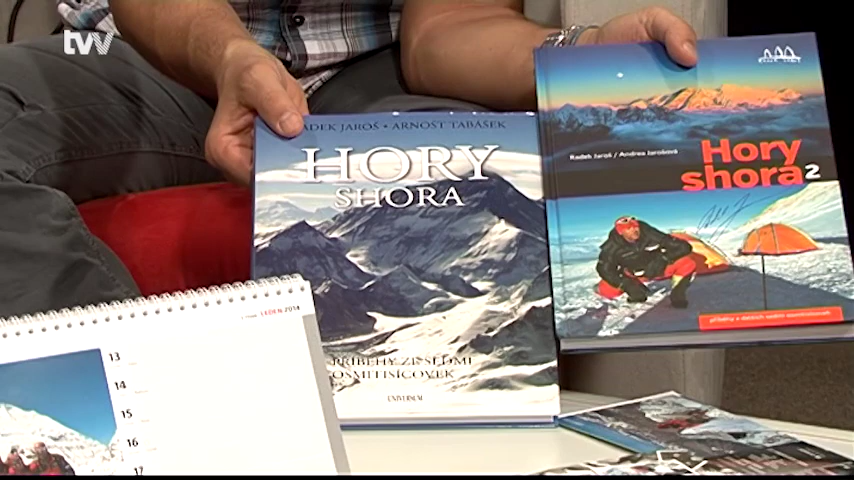 tvv
ADEK JAROŠ • ARNOŠT TABÁŠEK
HORY
SHORA
PŘÍBĚHY ZE SEDMI
OSMITISÍCOVEK
UNIVERSUM
Radek Jaroš / Andrea Jarošová
Hory
shora 2
LEDEN 2014
13
14
15
16
17